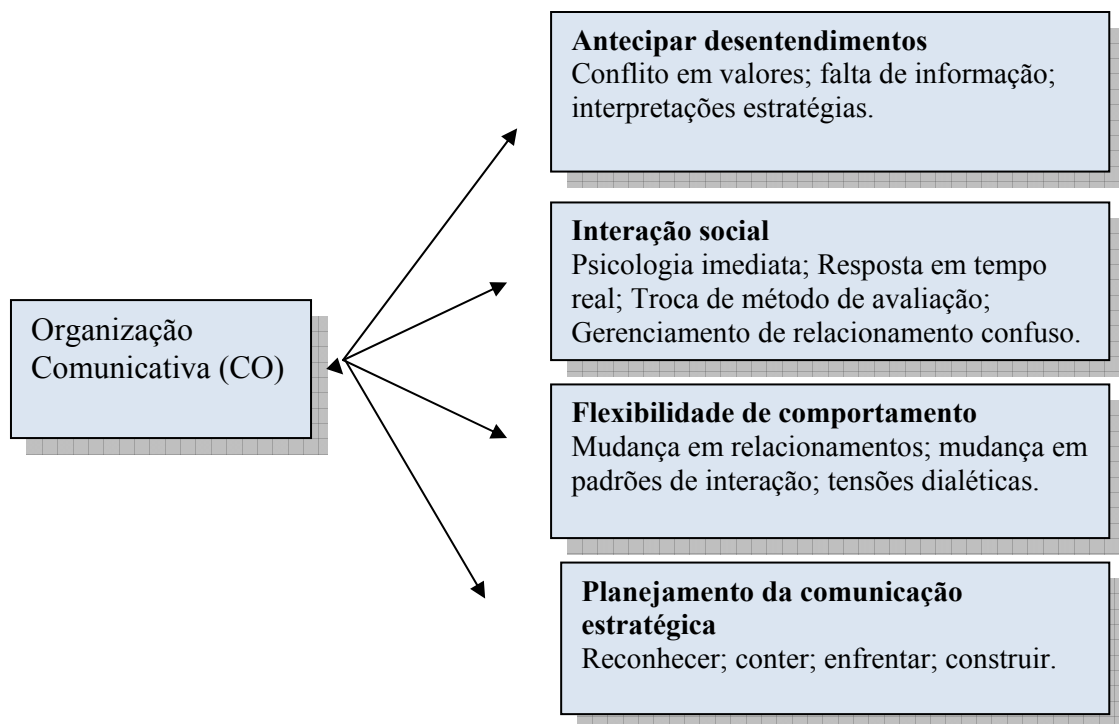 Antecipar desentendimentos
Conflito em valores; falta de informação;
interpretações estratégias.
Interação social
Psicologia imediata; Resposta em tempo
real; Troca de método de avaliação;
Gerenciamento de relacionamento confuso.
Organização
Comunicativa (CO)
Flexibilidade de comportamento
Mudança em relacionamentos; mudança em
padrões de interação; tensões dialéticas.
Planejamento da comunicação
estratégica
Reconhecer; conter; enfrentar; construir.